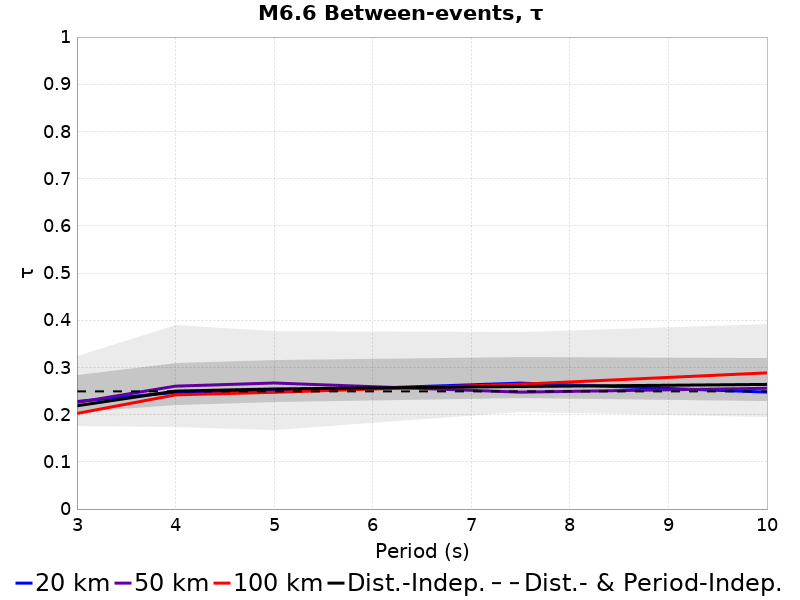 M6.6 Between-events, τ
1
0.9
0.8
0.7
0.6
0.5
0.4
0.3
0.2
0.1
0
τ
3 4 5 6 7 8 9 10
Period (s)
20 km 50 km 100 km Dist.-Indep. Dist.- & Period-Indep.